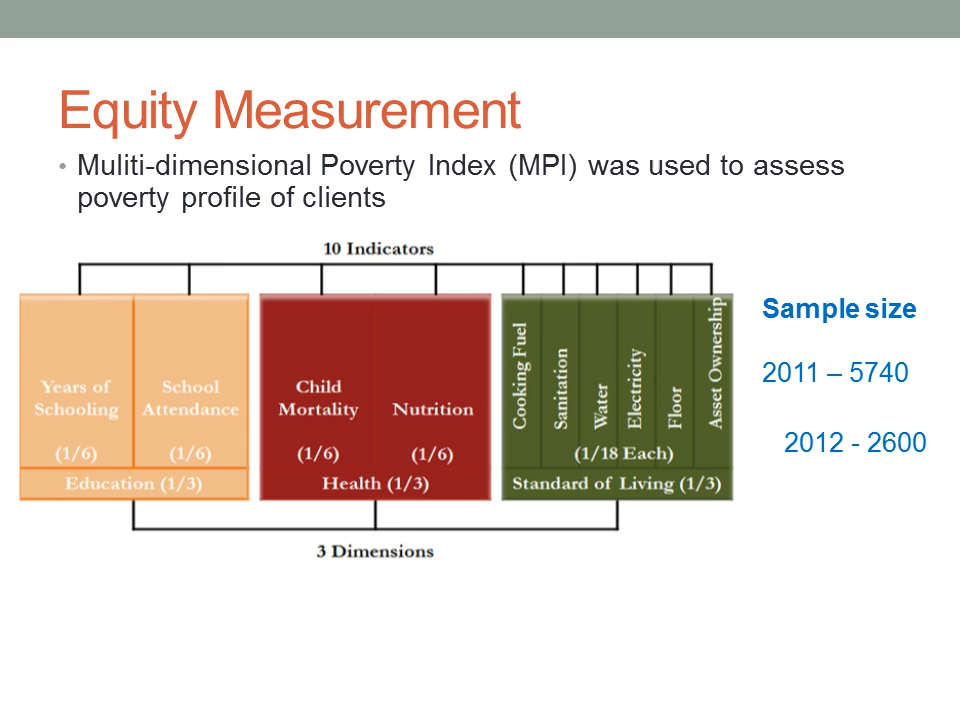 Equity Measurement
• Muliti-dimensional Poverty Index (MPI) was used to assess
poverty profile of clients
10 Indicators
Years of
Schooling
(1/6)
School
Attendance
(1/6)
Education (1/3)
Child
Mortality
(1/6)
Nutrition
(1/6)
Health (1/3)
Cooking Fuel
Sanitation
Water
Electricity
Floor
Asset Ownership
(1/18 Each)
Standard of Living (1/3)
3 Dimensions
Sample size
2011 – 5740
2012 - 2600